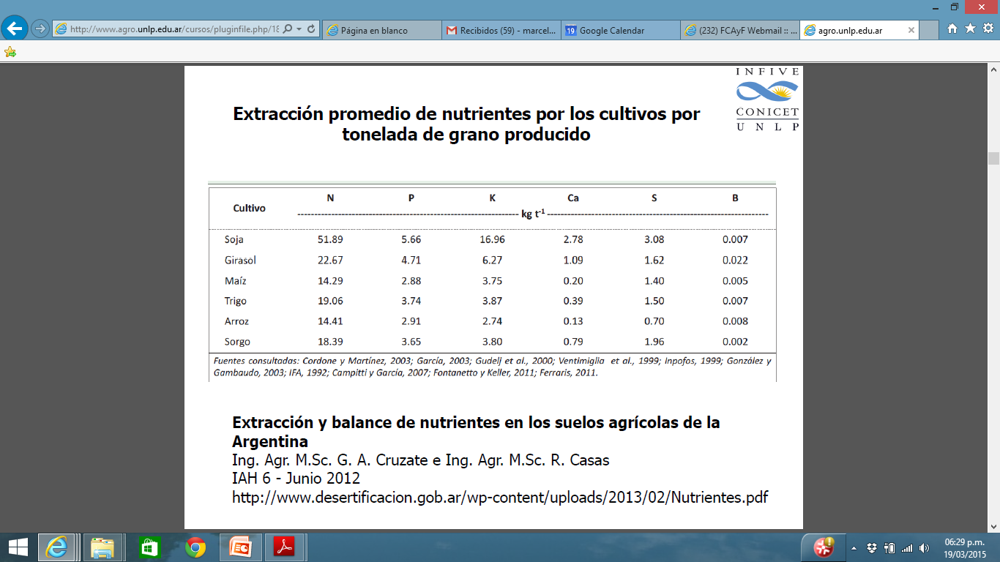 http://www.agro.unlp.edu.ar/cursos/pluginfile.php/18
Página en blanco
Recibidos (59) - marcel...
19 Google Calendar
(232) FCAyF Webmail :: ...
agro.unlp.edu.ar
INFIVE
CONICET
UNLP
Extracción promedio de nutrientes por los cultivos por
tonelada de grano producido
Cultivo N P K Ca S B
kg t-1
Soja 51.89 5.66 16.96 2.78 3.08 0.007
Girasol 22.67 4.71 6.27 1.09 1.62 0.022
Maíz 14.29 2.88 3.75 0.20 1.40 0.005
Trigo 19.06 3.74 3.87 0.39 1.50 0.007
Arroz 14.41 2.91 2.74 0.13 0.70 0.008
Sorgo 18.39 3.65 3.80 0.79 1.96 0.002
Fuentes consultadas: Cordone y Martínez, 2003; García, 2003; Gudelj et al., 2000; Ventimiglia et al., 1999; Inpofos, 1999; González y
Gambaudo, 2003; IFA, 1992; Campitti y García, 2007; Fontanetto y Keller, 2011; Ferraris, 2011.
Extracción y balance de nutrientes en los suelos agrícolas de la
Argentina
Ing. Agr. M.Sc. G. A. Cruzate e Ing. Agr. M.Sc. R. Casas
IAH 6 - Junio 2012
http://www.desertificacion.gob.ar/wp-content/uploads/2013/02/Nutrientes.pdf
06:29 p.m.
19/03/2015